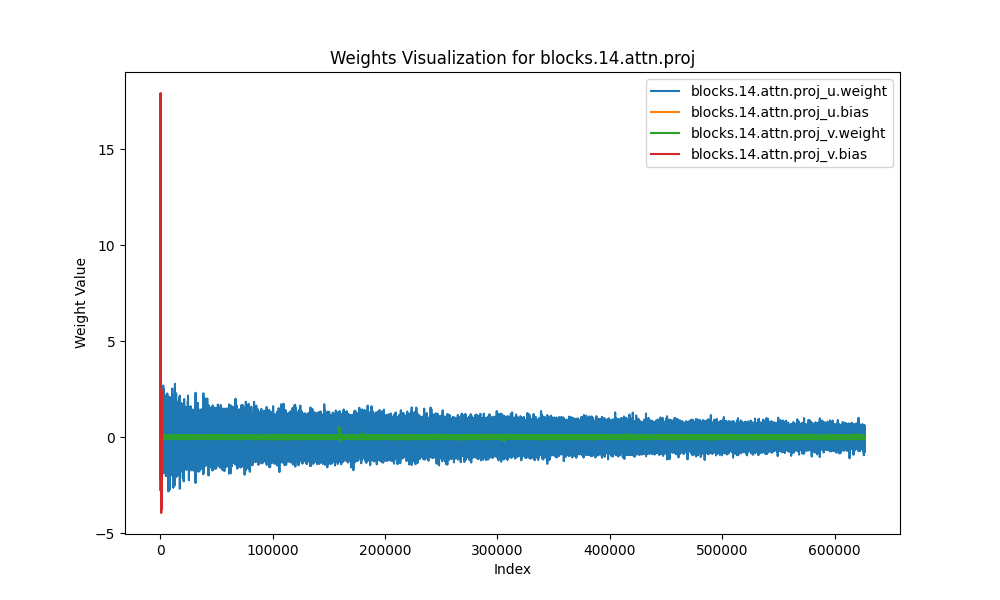 Weights Visualization for blocks.14.attn.proj
blocks.14.attn.proj_u.weight
blocks.14.attn.proj_u.bias
blocks.14.attn.proj_v.weight
blocks.14.attn.proj_v.bias
Weight Value
15
10
5
0
−5
0 100000 200000 300000 400000 500000 600000
Index